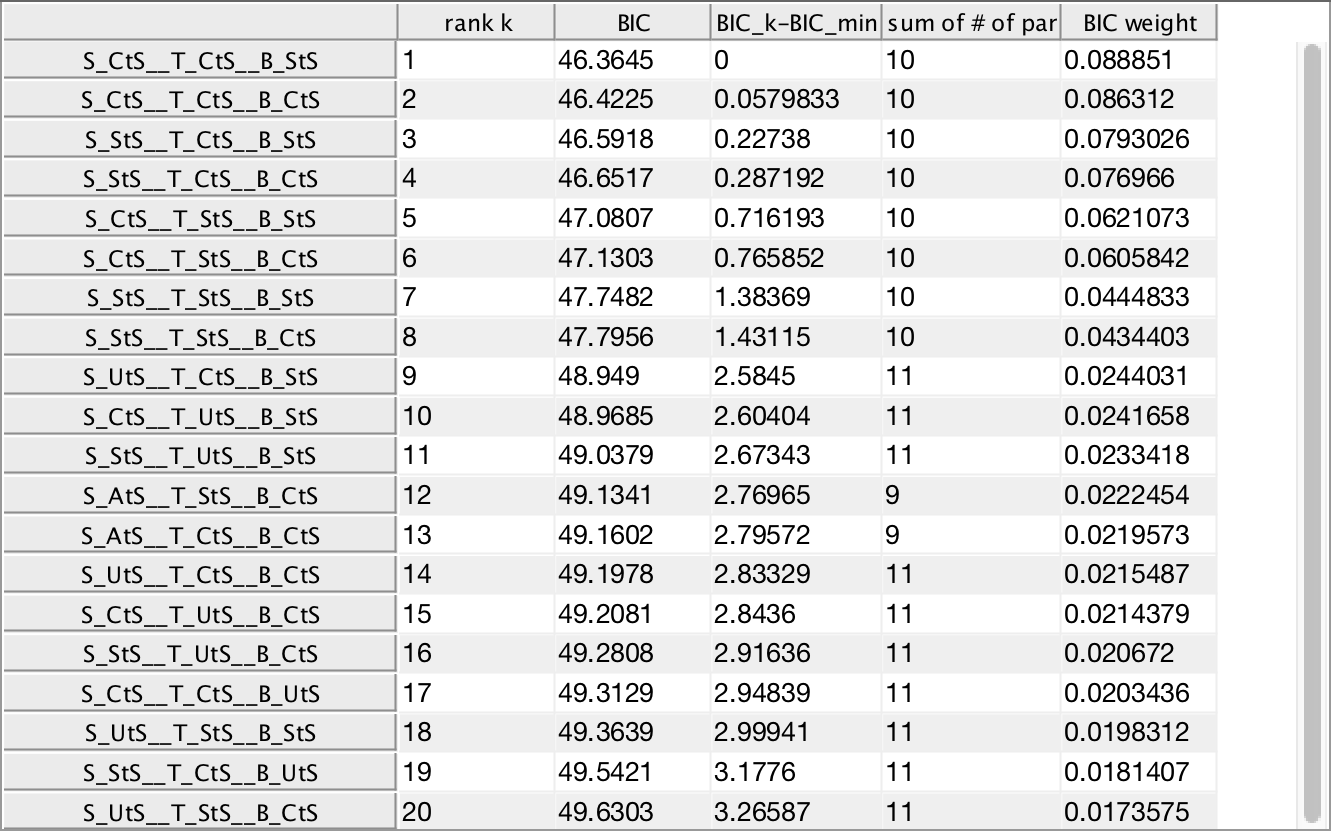 rank k BIC BIC_k-BIC_min sum of # of par BIC weight
S_CtS__T_CtS__B_StS 1 46.3645 0 10 0.088851
S_CtS__T_CtS__B_CtS 2 46.4225 0.0579833 10 0.086312
S_StS__T_CtS__B_StS 3 46.5918 0.22738 10 0.0793026
S_StS__T_CtS__B_CtS 4 46.6517 0.287192 10 0.076966
S_CtS__T_StS__B_StS 5 47.0807 0.716193 10 0.0621073
S_CtS__T_StS__B_CtS 6 47.1303 0.765852 10 0.0605842
S_StS__T_StS__B_StS 7 47.7482 1.38369 10 0.0444833
S_StS__T_StS__B_CtS 8 47.7956 1.43115 10 0.0434403
S_UtS__T_CtS__B_StS 9 48.949 2.5845 11 0.0244031
S_CtS__T_UtS__B_StS 10 48.9685 2.60404 11 0.0241658
S_StS__T_UtS__B_StS 11 49.0379 2.67343 11 0.0233418
S_AtS__T_StS__B_CtS 12 49.1341 2.76965 9 0.0222454
S_AtS__T_CtS__B_CtS 13 49.1602 2.79572 9 0.0219573
S_UtS__T_CtS__B_CtS 14 49.1978 2.83329 11 0.0215487
S_CtS__T_UtS__B_CtS 15 49.2081 2.8436 11 0.0214379
S_StS__T_UtS__B_CtS 16 49.2808 2.91636 11 0.020672
S_CtS__T_CtS__B_UtS 17 49.3129 2.94839 11 0.0203436
S_UtS__T_StS__B_StS 18 49.3639 2.99941 11 0.0198312
S_StS__T_CtS__B_UtS 19 49.5421 3.1776 11 0.0181407
S_UtS__T_StS__B_CtS 20 49.6303 3.26587 11 0.0173575